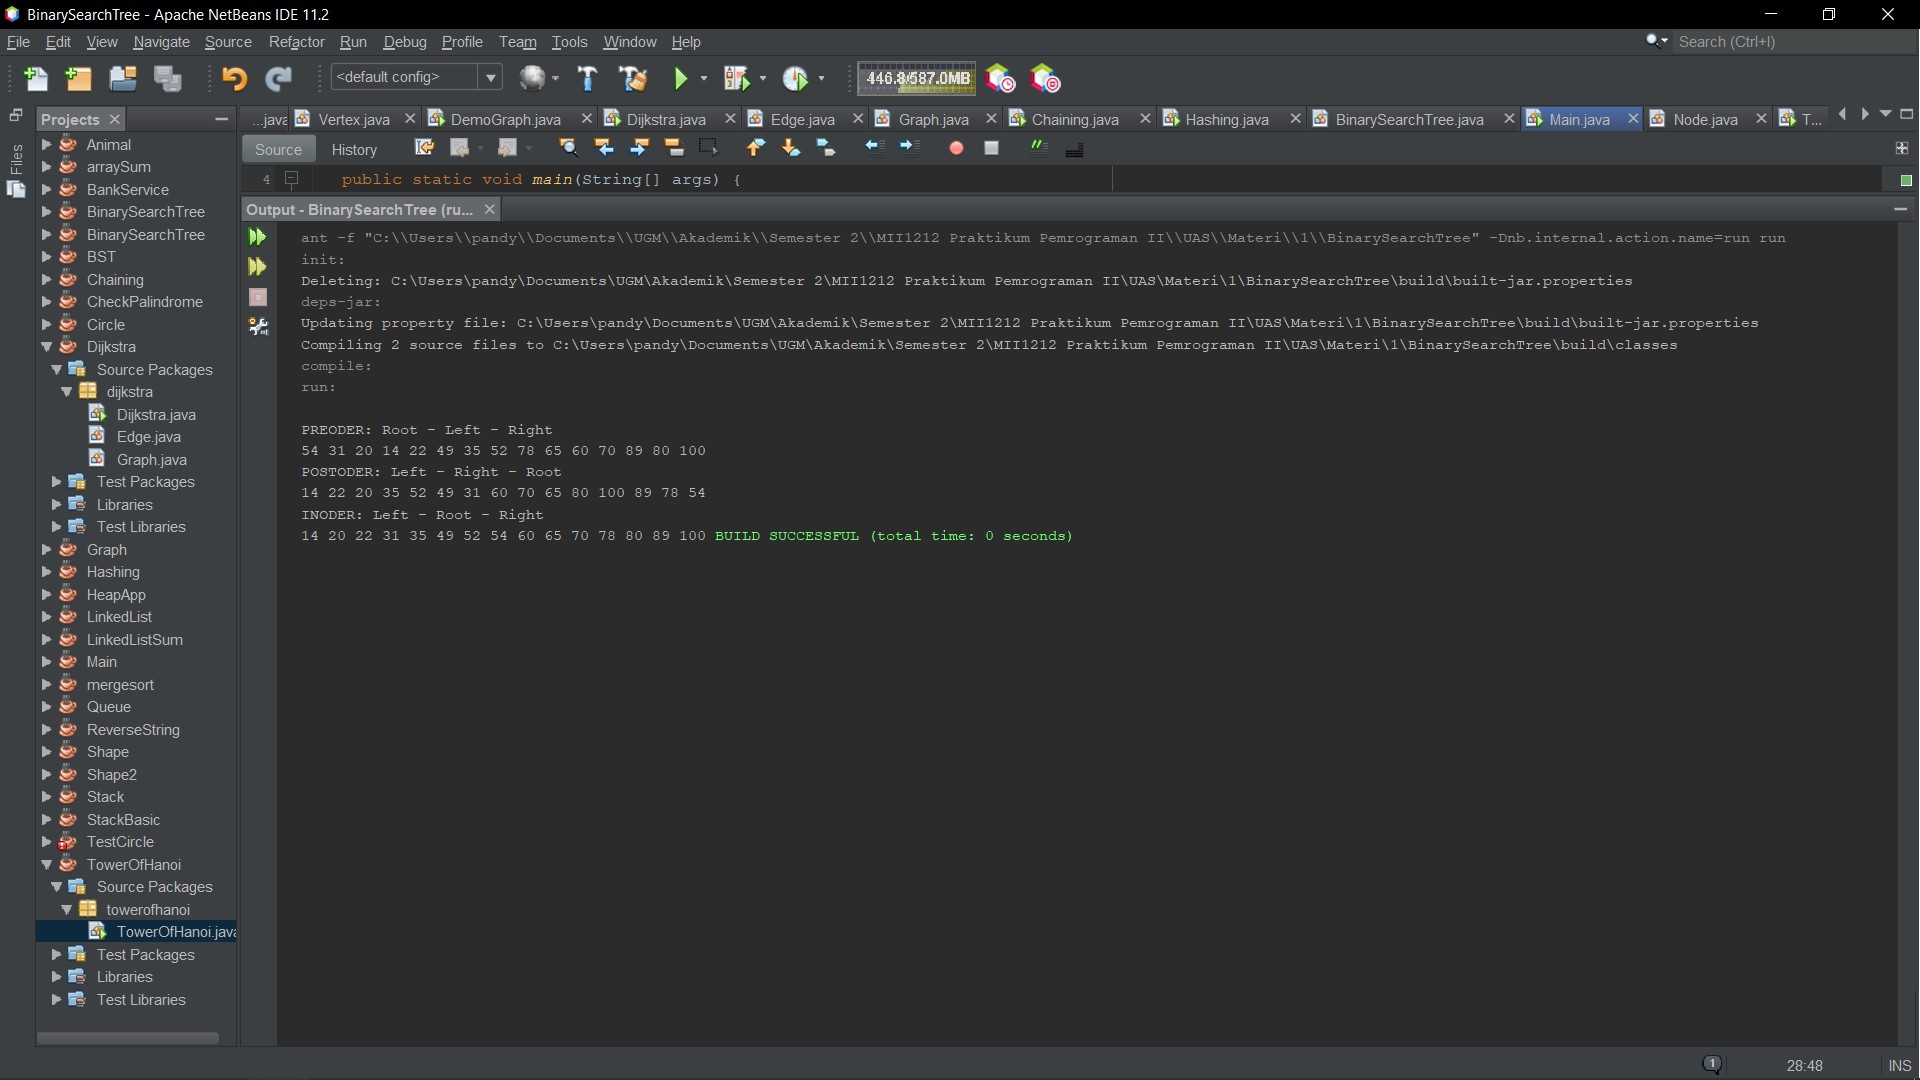 BinarySearchTree - Apache NetBeans IDE 11.2
File Edit View Navigate Source Refactor Run Debug Profile Team Tools Window Help
Search (Ctrl+I)
<default config>
446.8/587.0MB
Files
Projects
...java Vertex.java DemoGraph.java Dijkstra.java Edge.java Graph.java Chaining.java Hashing.java BinarySearchTree.java Main.java Node.java T...
Source History
4 public static void main(String[] args) {
Animal
arraySum
BankService
BinarySearchTree
BinarySearchTree
BST
Chaining
CheckPalindrome
Circle
Dijkstra
Source Packages
dijkstra
Dijkstra.java
Edge.java
Graph.java
Test Packages
Libraries
Test Libraries
Graph
Hashing
HeapApp
LinkedList
LinkedListSum
Main
mergesort
Queue
ReverseString
Shape
Shape2
Stack
StackBasic
TestCircle
TowerOfHanoi
Source Packages
towerofhanoi
TowerOfHanoi.java
Test Packages
Libraries
Test Libraries
Output - BinarySearchTree (ru...
ant -f "C:\\Users\\pandy\\Documents\\UGM\\Akademik\\Semester 2\\MII1212 Praktikum Pemrograman II\\UAS\\Materi\\1\\BinarySearchTree" -Dnb.internal.action.name=run run
init:
Deleting: C:\Users\pandy\Documents\UGM\Akademik\Semester 2\MII1212 Praktikum Pemrograman II\UAS\Materi\1\BinarySearchTree\build\built-jar.properties
deps-jar:
Updating property file: C:\Users\pandy\Documents\UGM\Akademik\Semester 2\MII1212 Praktikum Pemrograman II\UAS\Materi\1\BinarySearchTree\build\built-jar.properties
Compiling 2 source files to C:\Users\pandy\Documents\UGM\Akademik\Semester 2\MII1212 Praktikum Pemrograman II\UAS\Materi\1\BinarySearchTree\build\classes
compile:
run:
PREODER: Root - Left - Right
54 31 20 14 22 49 35 52 78 65 60 70 89 80 100
POSTODER: Left - Right - Root
14 22 20 35 52 49 31 60 70 65 80 100 89 78 54
INODER: Left - Root - Right
14 20 22 31 35 49 52 54 60 65 70 78 80 89 100 BUILD SUCCESSFUL (total time: 0 seconds)
1
28:48
INS